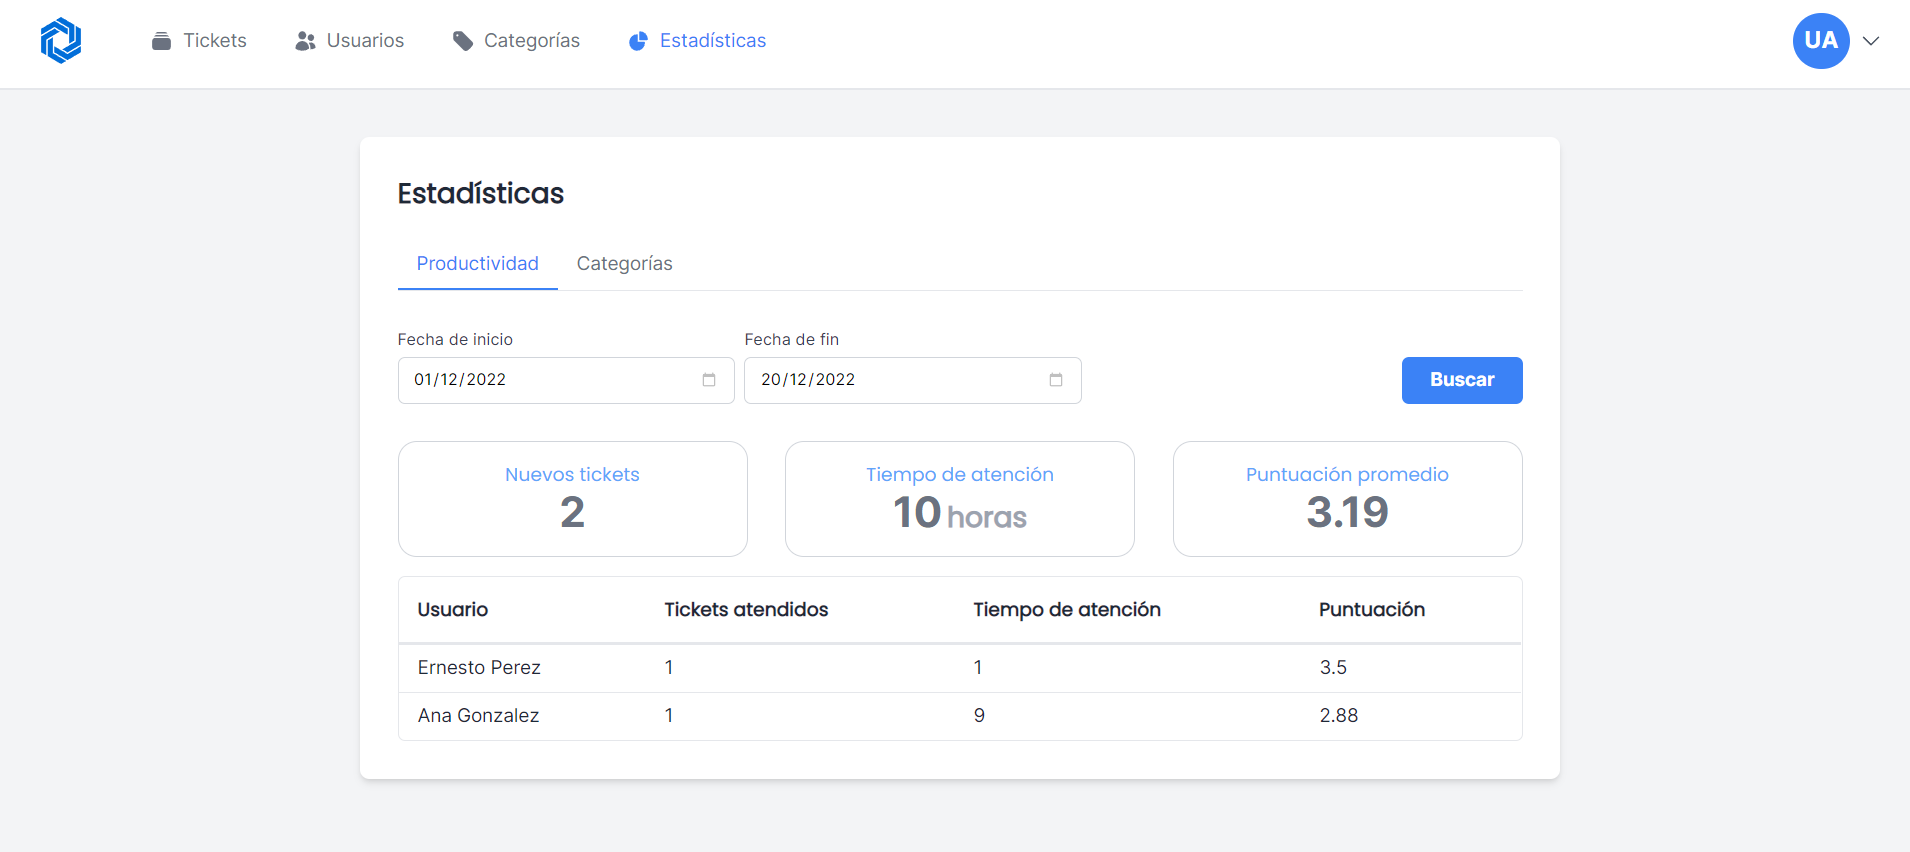 Tickets Usuarios Categorías Estadísticas UA
Estadísticas
Productividad Categorías
Fecha de inicio Fecha de fin
01/12/2022 20/12/2022 Buscar
Nuevos tickets Tiempo de atención Puntuación promedio
2 10 horas 3.19
Usuario Tickets atendidos Tiempo de atención Puntuación
Ernesto Perez 1 1 3.5
Ana Gonzalez 1 9 2.88